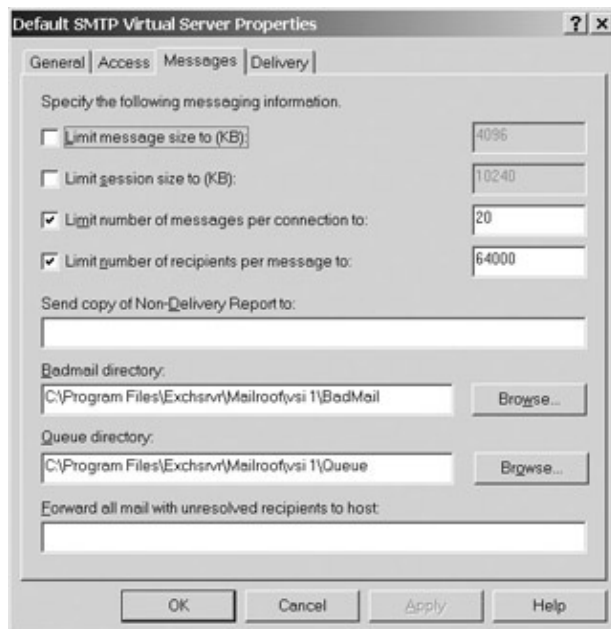 Default SMTP Virtual Server Properties ? ×
General Access Messages Delivery
Specify the following messaging information.
Limit message size to (KB): 4096
Limit session size to (KB): 10240
Limit number of messages per connection to: 20
Limit number of recipients per message to: 64000
Send copy of Non-Delivery Report to:
Badmail directory:
C:\Program Files\Exchsrvr\Mailroot\vsi 1\BadMail Browse...
Queue directory:
C:\Program Files\Exchsrvr\Mailroot\vsi 1\Queue Browse...
Forward all mail with unresolved recipients to host:
OK Cancel Apply Help